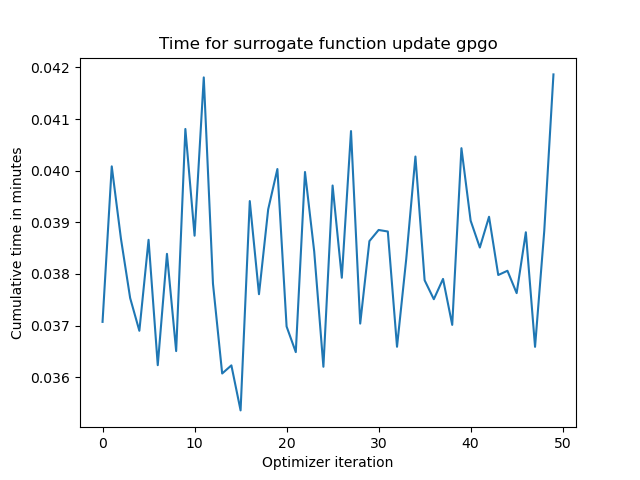 Time for surrogate function update gpgo
0.042
0.041
0.040
0.039
0.038
0.037
0.036
Cumulative time in minutes
0 10 20 30 40 50
Optimizer iteration